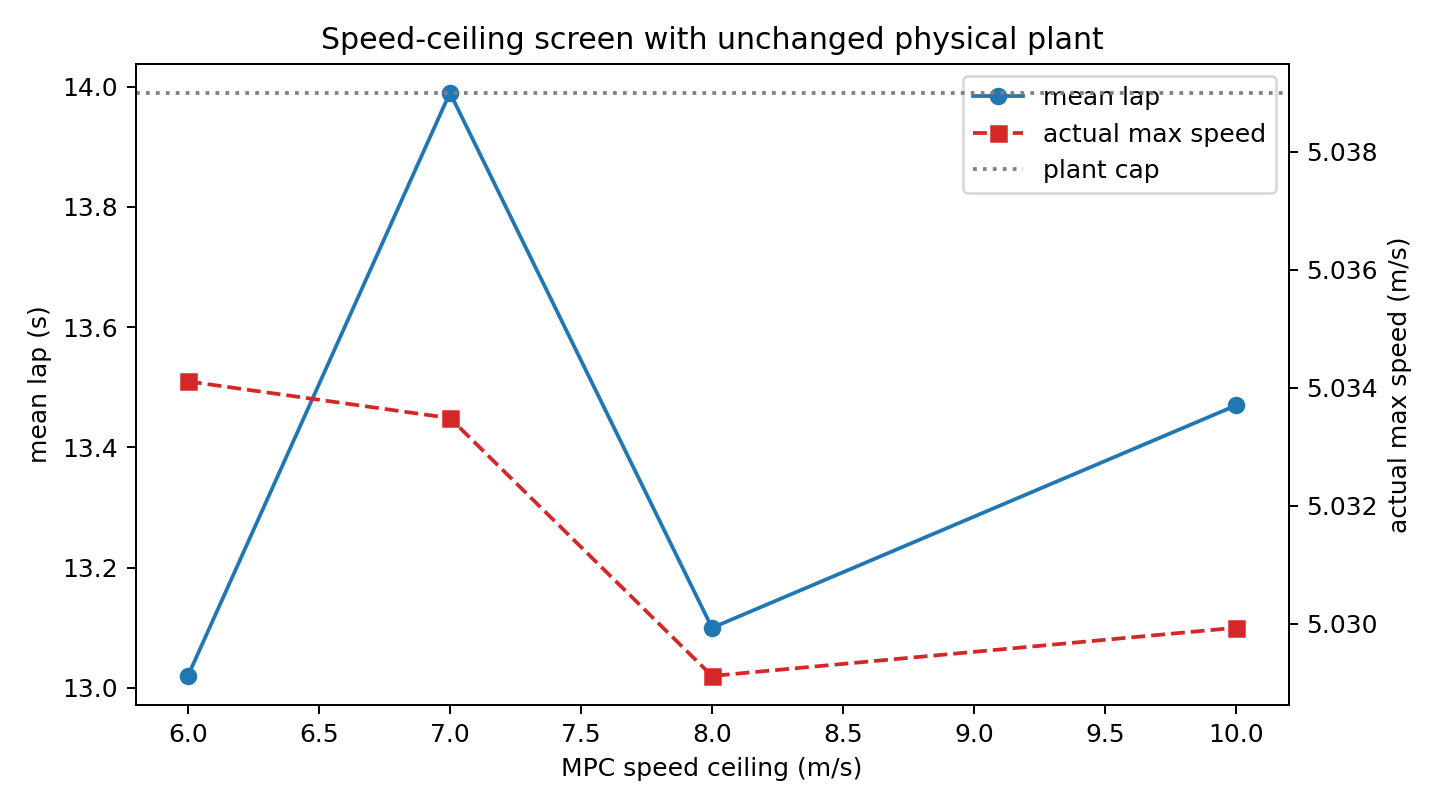 Speed-ceiling screen with unchanged physical plant
mean lap
actual max speed
plant cap
14.0
13.8
13.6
13.4
13.2
13.0
mean lap (s)
5.038
5.036
5.034
5.032
5.030
actual max speed (m/s)
6.0 6.5 7.0 7.5 8.0 8.5 9.0 9.5 10.0
MPC speed ceiling (m/s)